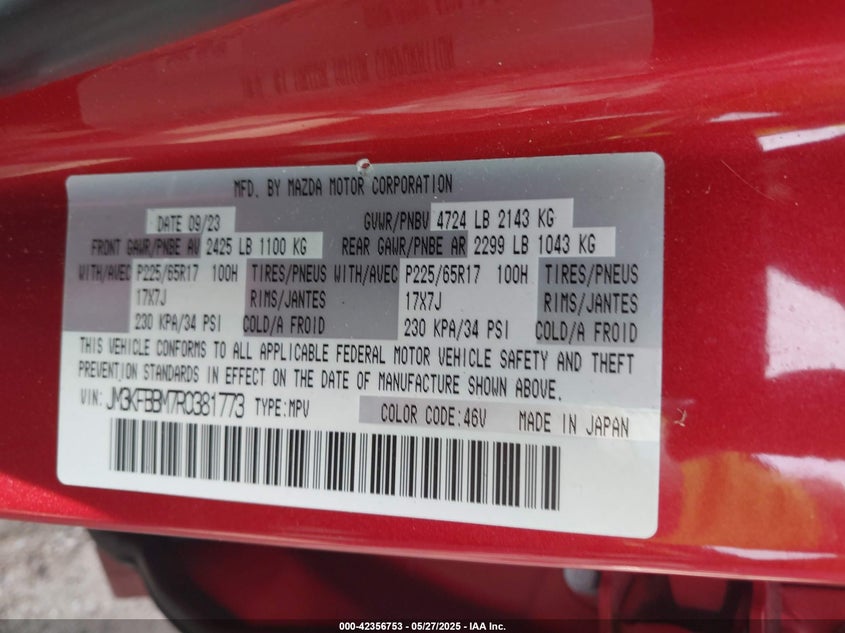 MFD. BY MAZDA MOTOR CORPORATION
DATE 09/23 GVWR/PNBV 4724 LB 2143 KG
FRONT GAWR/PNBE AV 2425 LB 1100 KG REAR GAWR/PNBE AR 2299 LB 1043 KG
WITH/AVEC P225/65R17 100H TIRES/PNEUS WITH/AVEC P225/65R17 100H TIRES/PNEUS
17X7J RIMS/JANTES 17X7J RIMS/JANTES
230 KPA/34 PSI COLD/A FROID 230 KPA/34 PSI COLD/A FROID
THIS VEHICLE CONFORMS TO ALL APPLICABLE FEDERAL MOTOR VEHICLE SAFETY AND THEFT
PREVENTION STANDARDS IN EFFECT ON THE DATE OF MANUFACTURE SHOWN ABOVE.
VIN: JM3KFBBM7R0381773 TYPE:MPV COLOR CODE:46V MADE IN JAPAN
000-42356753 - 05/27/2025 - IAA Inc.